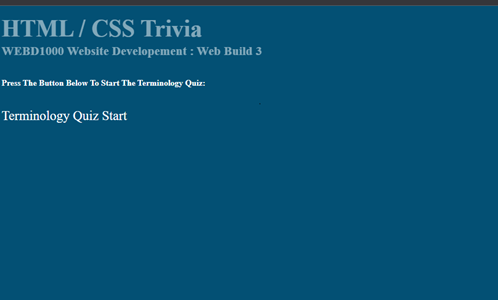 HTML / CSS Trivia
WEBD1000 Website Developement : Web Build 3
Press The Button Below To Start The Terminology Quiz:
Terminology Quiz Start